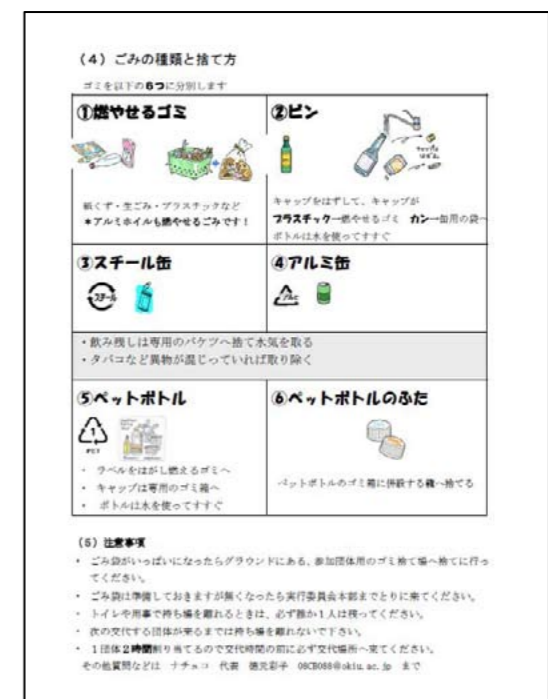 (4) ごみの種類と捨て方
ゴミを以下の6つに分別します
①燃やせるゴミ
紙くず・生ごみ・プラスチックなど
＊アルミホイルも燃やせるごみです！
②ビン
キャップをはずして、キャップが
プラスチック→燃やせるゴミ カン→缶用の袋へ
ボトルは水を使ってすすぐ
③スチール缶
スチール
④アルミ缶
アルミ
・飲み残しは専用のバケツへ捨て水気を取る
・タバコなど異物が混じっていれば取り除く
⑤ペットボトル
1
PET
・ ラベルをはがし燃えるゴミへ
・ キャップは専用のゴミ箱へ
・ ボトルは水を使ってすすぐ
⑥ペットボトルのふた
ペットボトルのゴミ箱に併設する箱へ捨てる
(5) 注意事項
・ ごみ袋がいっぱいになったらグラウンドにある、参加団体用のゴミ捨て場へ捨てに行っ
てください。
・ ごみ袋は準備しておきますが無くなったら実行委員会本部までとりに来てください。
・ トイレや用事で持ち場を離れるときは、必ず誰か1人は残ってください。
・ 次の交代する団体が来るまでは持ち場を離れないで下さい。
・ 1団体2時間割り当てるので交代時間の前に必ず交代場所へ来てください。
その他質問などは ナチュコ 代表 徳元彩子 08CB088@okiu.ac.jp まで